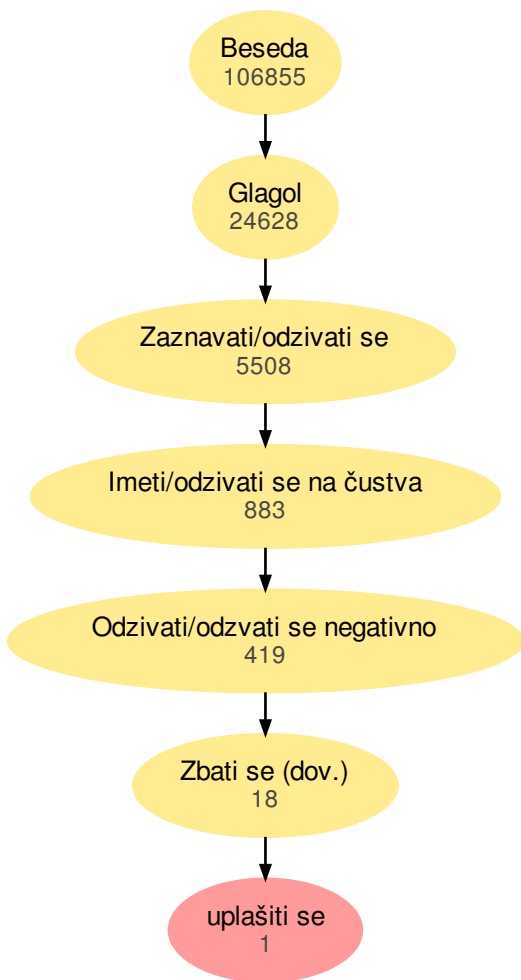 Beseda
106855
Glagol
24628
Zaznavati/odzivati se
5508
Imeti/odzivati se na čustva
883
Odzivati/odzvati se negativno
419
Zbati se (dov.)
18
uplašiti se
1